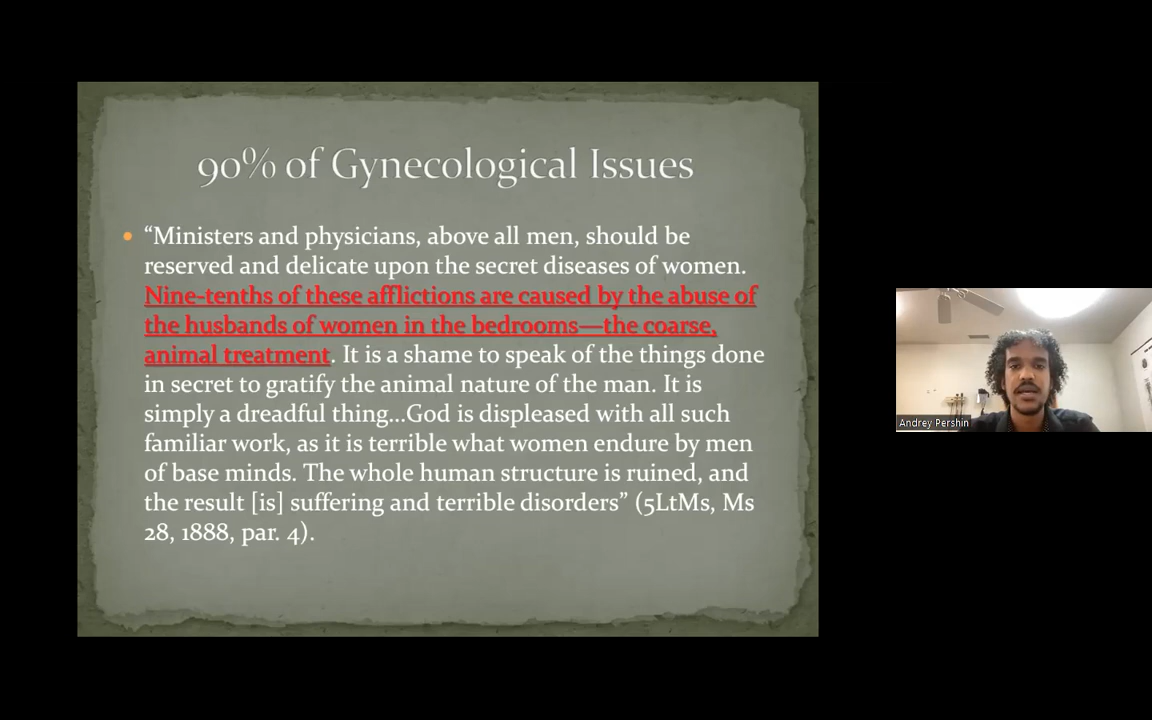 90% of Gynecological Issues
• “Ministers and physicians, above all men, should be
reserved and delicate upon the secret diseases of women.
Nine-tenths of these afflictions are caused by the abuse of
the husbands of women in the bedrooms—the coarse,
animal treatment. It is a shame to speak of the things done
in secret to gratify the animal nature of the man. It is
simply a dreadful thing...God is displeased with all such
familiar work, as it is terrible what women endure by men
of base minds. The whole human structure is ruined, and
the result [is] suffering and terrible disorders” (5LtMs, Ms
28, 1888, par. 4).
Andrey Pershin